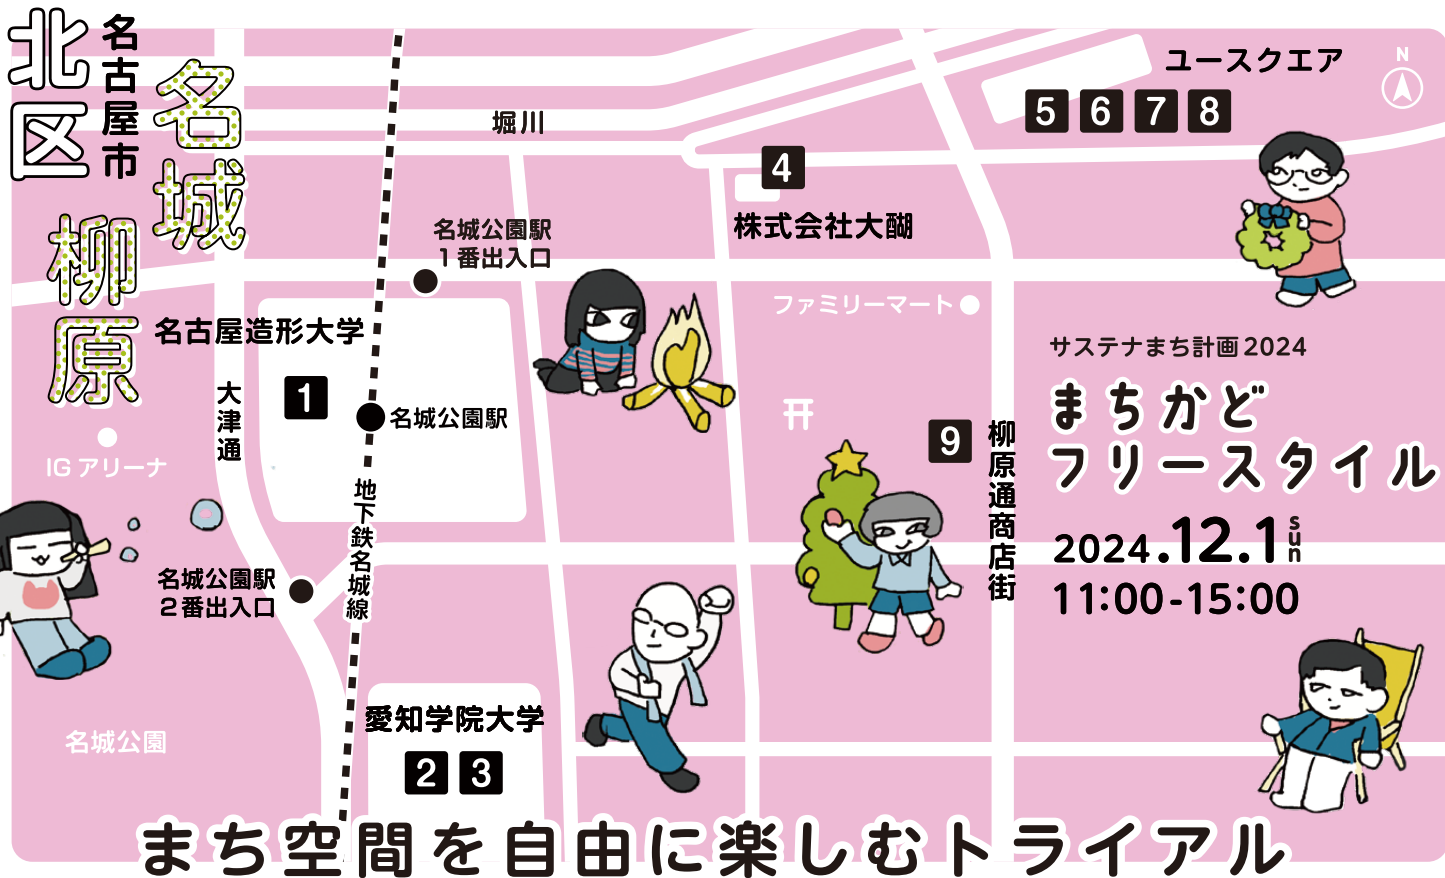 名古屋市
北区
名城
柳原
堀川
ユースクエア
5 6 7 8
N
4
株式会社大醐
名城公園駅
1番出入口
ファミリーマート
名古屋造形大学
1
名城公園駅
大津通
IG アリーナ
地下鉄名城線
名城公園駅
2番出入口
9
柳原通商店街
サステナまち計画2024
まちかど
フリースタイル
2024.12.1 sun
11:00-15:00
愛知学院大学
2 3
名城公園
まち空間を自由に楽しむトライアル